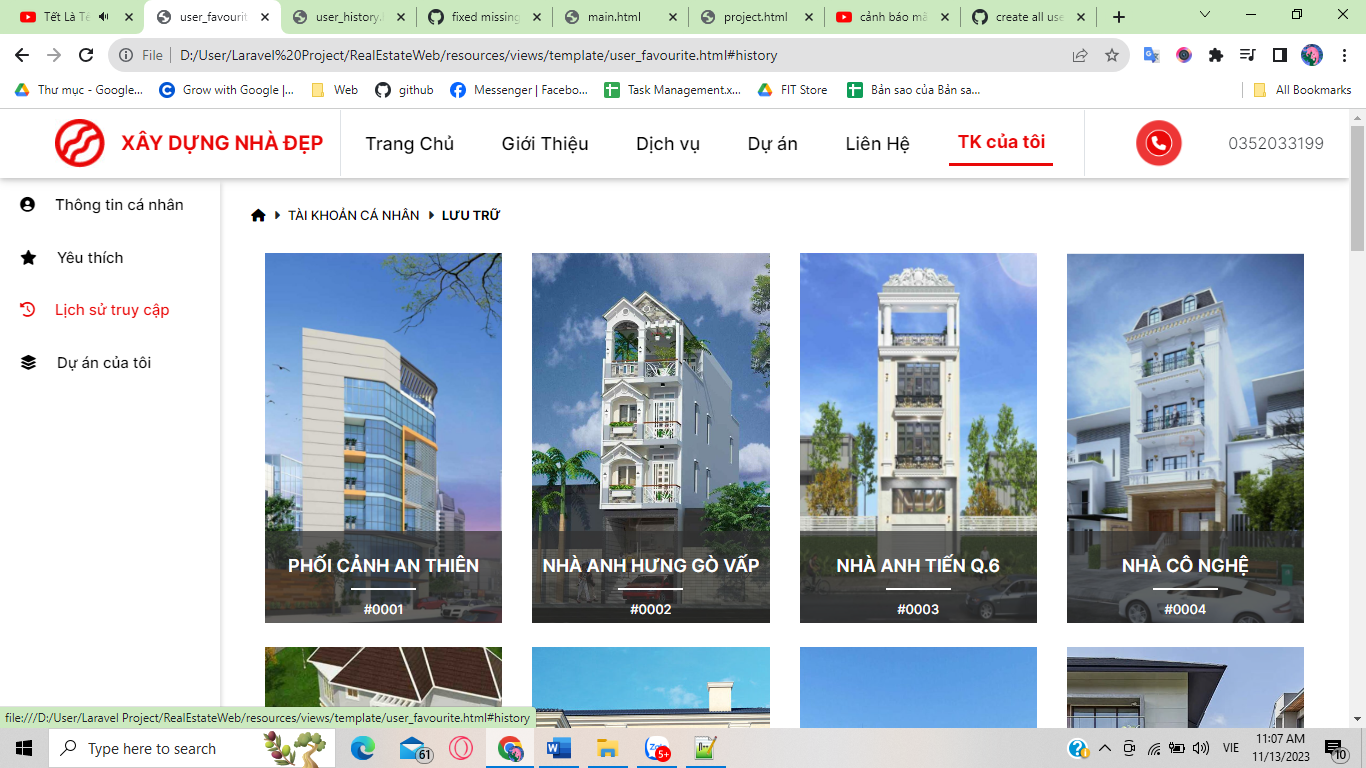 Tết Là Tế
user_favourit
user_history.
fixed missing
main.html
project.html
cảnh báo mã
create all use
File
D:/User/Laravel%20Project/RealEstateWeb/resources/views/template/user_favourite.html#history
Thư mục - Google...
Grow with Google |...
Web
github
Messenger | Facebo...
Task Management.x...
FIT Store
Bản sao của Bản sa...
All Bookmarks
XÂY DỰNG NHÀ ĐẸP
Trang Chủ
Giới Thiệu
Dịch vụ
Dự án
Liên Hệ
TK của tôi
0352033199
Thông tin cá nhân
Yêu thích
Lịch sử truy cập
Dự án của tôi
TÀI KHOẢN CÁ NHÂN
LƯU TRỮ
PHỐI CẢNH AN THIÊN
#0001
NHÀ ANH HƯNG GÒ VẤP
#0002
NHÀ ANH TIẾN Q.6
#0003
NHÀ CÔ NGHỆ
#0004
file:///D:/User/Laravel Project/RealEstateWeb/resources/views/template/user_favourite.html#history
Type here to search
61
5+
VIE
11:07 AM
11/13/2023
10